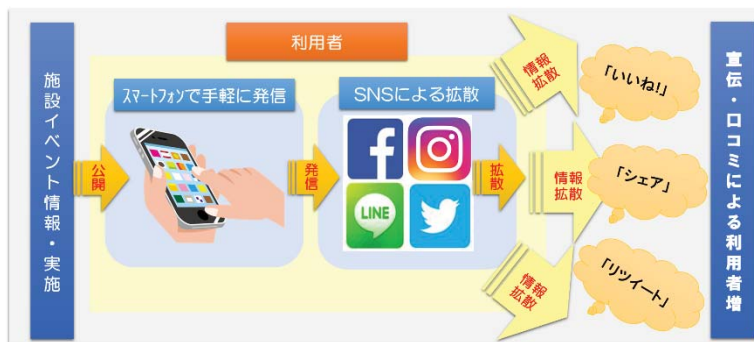 利用者
施設イベント情報・実施
公開
スマートフォンで手軽に発信
発信
SNSによる拡散
LINE
拡散
情報
拡散
「いいね!」
情報
拡散
「シェア」
情報
拡散
「リツイート」
宣伝・口コミによる利用者増